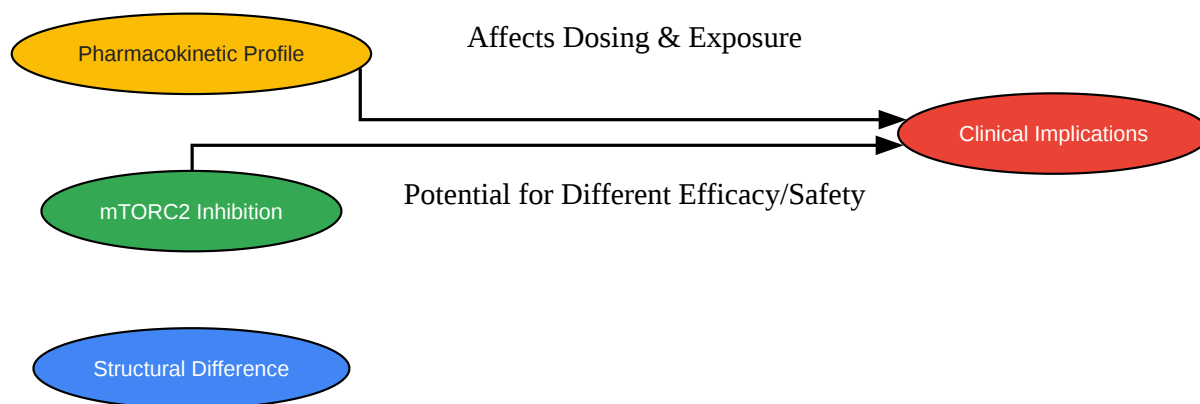 Pharmacokinetic Profile
Affects Dosing & Exposure
Clinical Implications
mTORC2 Inhibition
Potential for Different Efficacy/Safety
Structural Difference